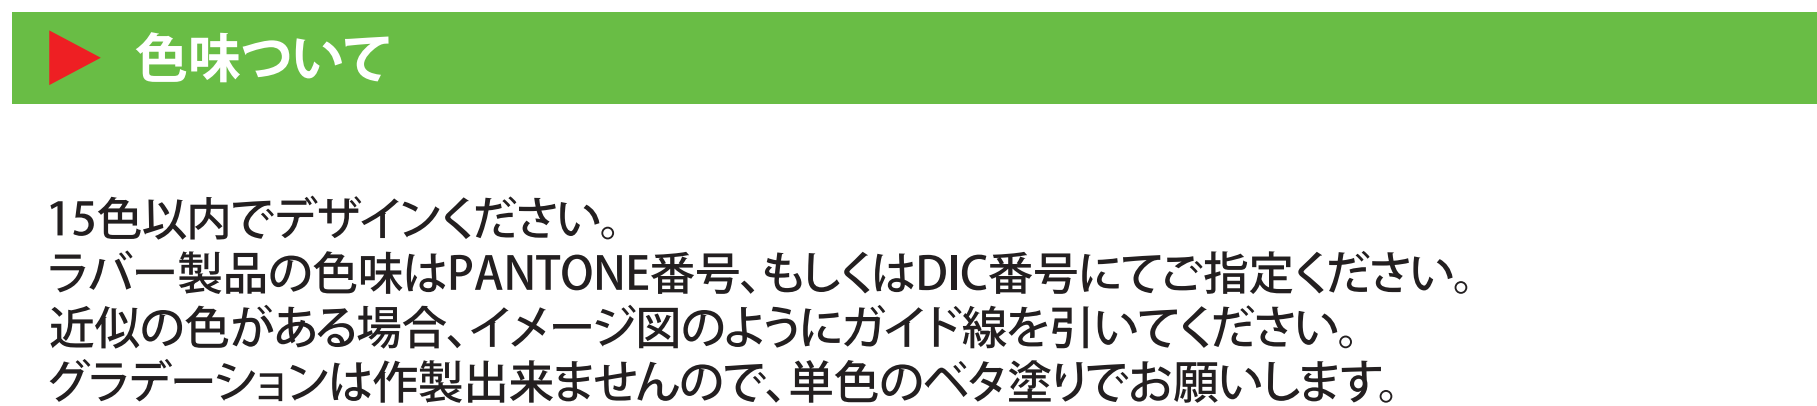 色味ついて
15色以内でデザインください。
ラバー製品の色味はPANTONE番号、もしくはDIC番号にてご指定ください。
近似の色がある場合、イメージ図のようにガイド線を引いてください。
グラデーションは作製出来ませんので、単色のベタ塗りでお願いします。